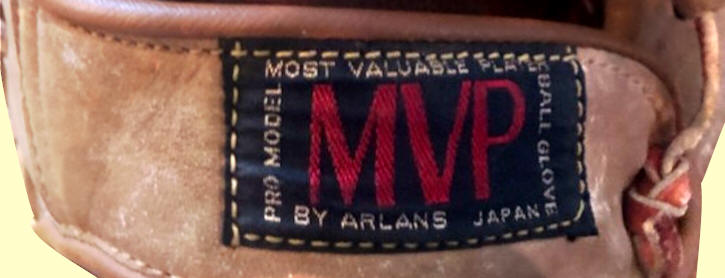 MOST VALUABLE PLAYER
PRO MODEL
MVP
BALL GLOVE
BY ARLANS JAPAN